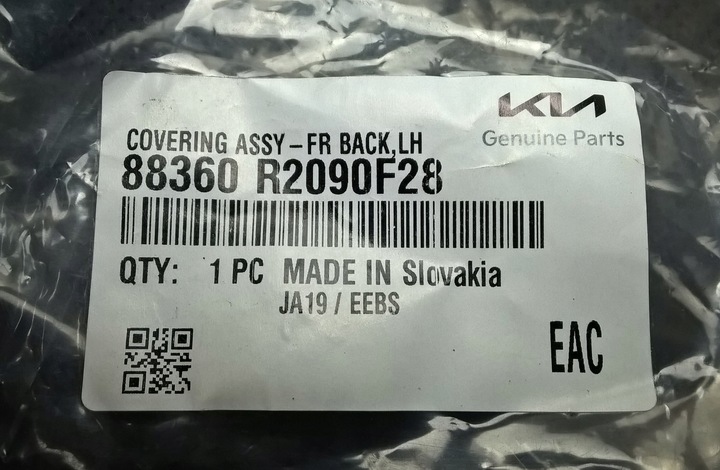 KIA
Genuine Parts
COVERING ASSY-FR BACK,LH
88360 R2090F28
QTY: 1 PC MADE IN Slovakia
JA19 / EEBS
EAC